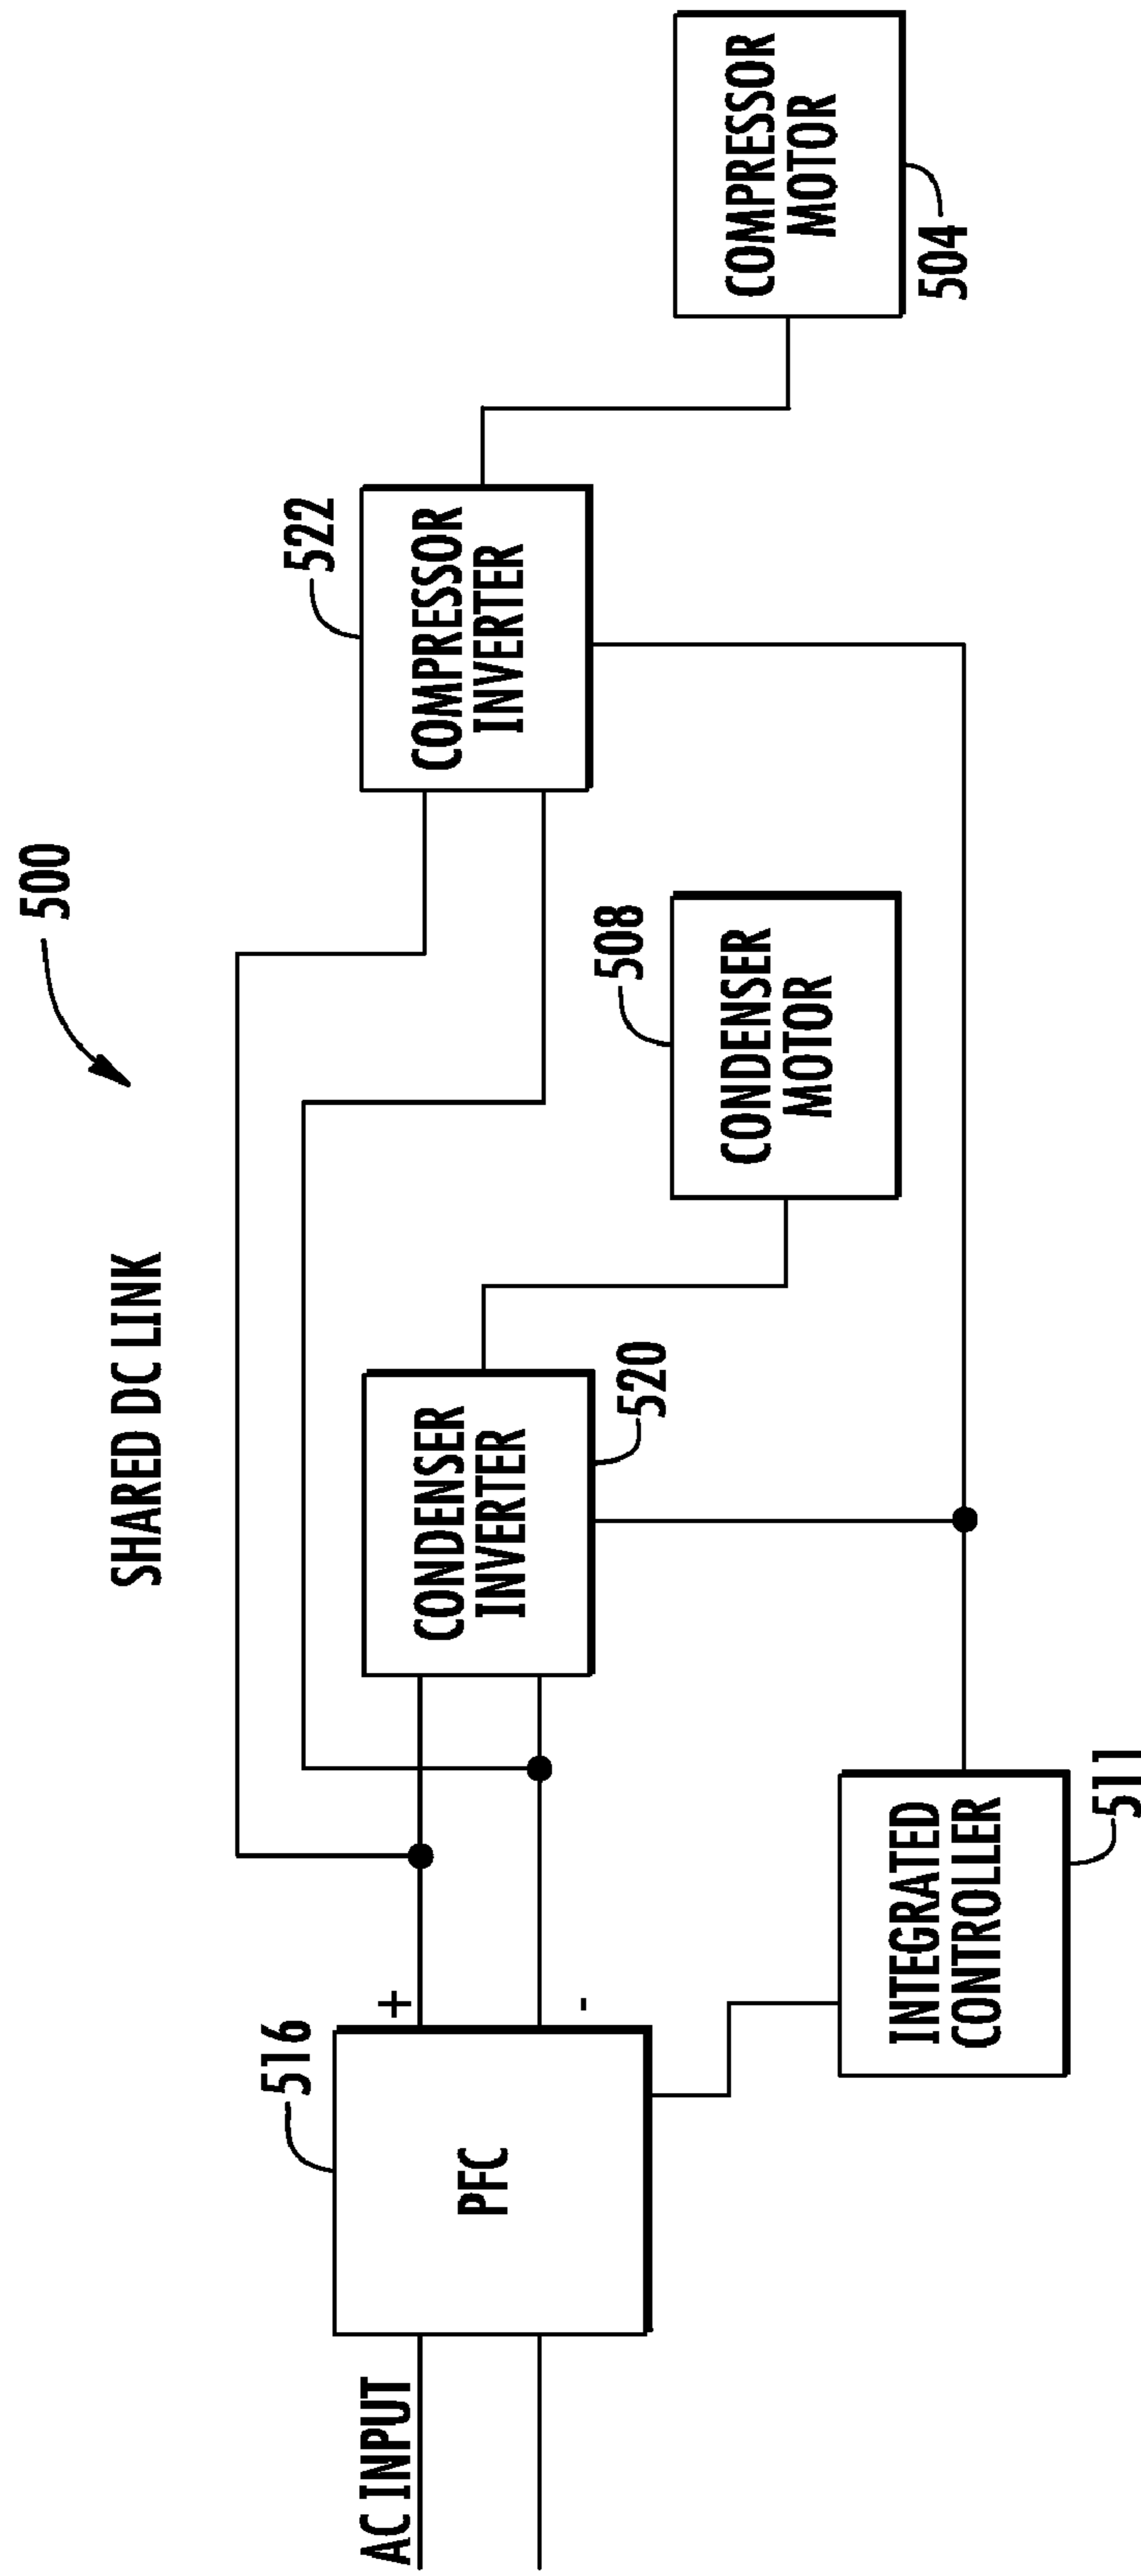 500
SHARED DC LINK
AC INPUT
516
PFC
+
-
CONDENSER
INVERTER
520
CONDENSER
MOTOR
508
522
COMPRESSOR
INVERTER
COMPRESSOR
MOTOR
504
INTEGRATED
CONTROLLER
511